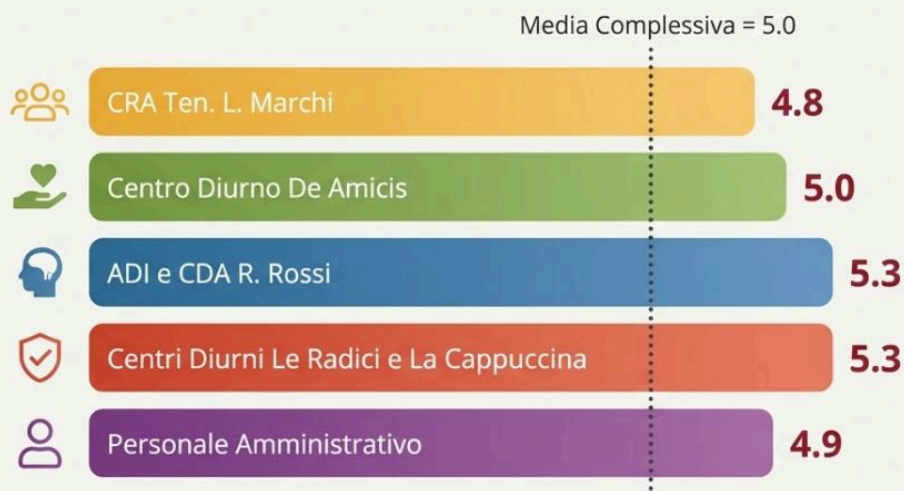 Media Complessiva = 5.0
CRA Ten. L. Marchi 4.8
Centro Diurno De Amicis 5.0
ADI e CDA R. Rossi 5.3
Centri Diurni Le Radici e La Cappuccina 5.3
Personale Amministrativo 4.9